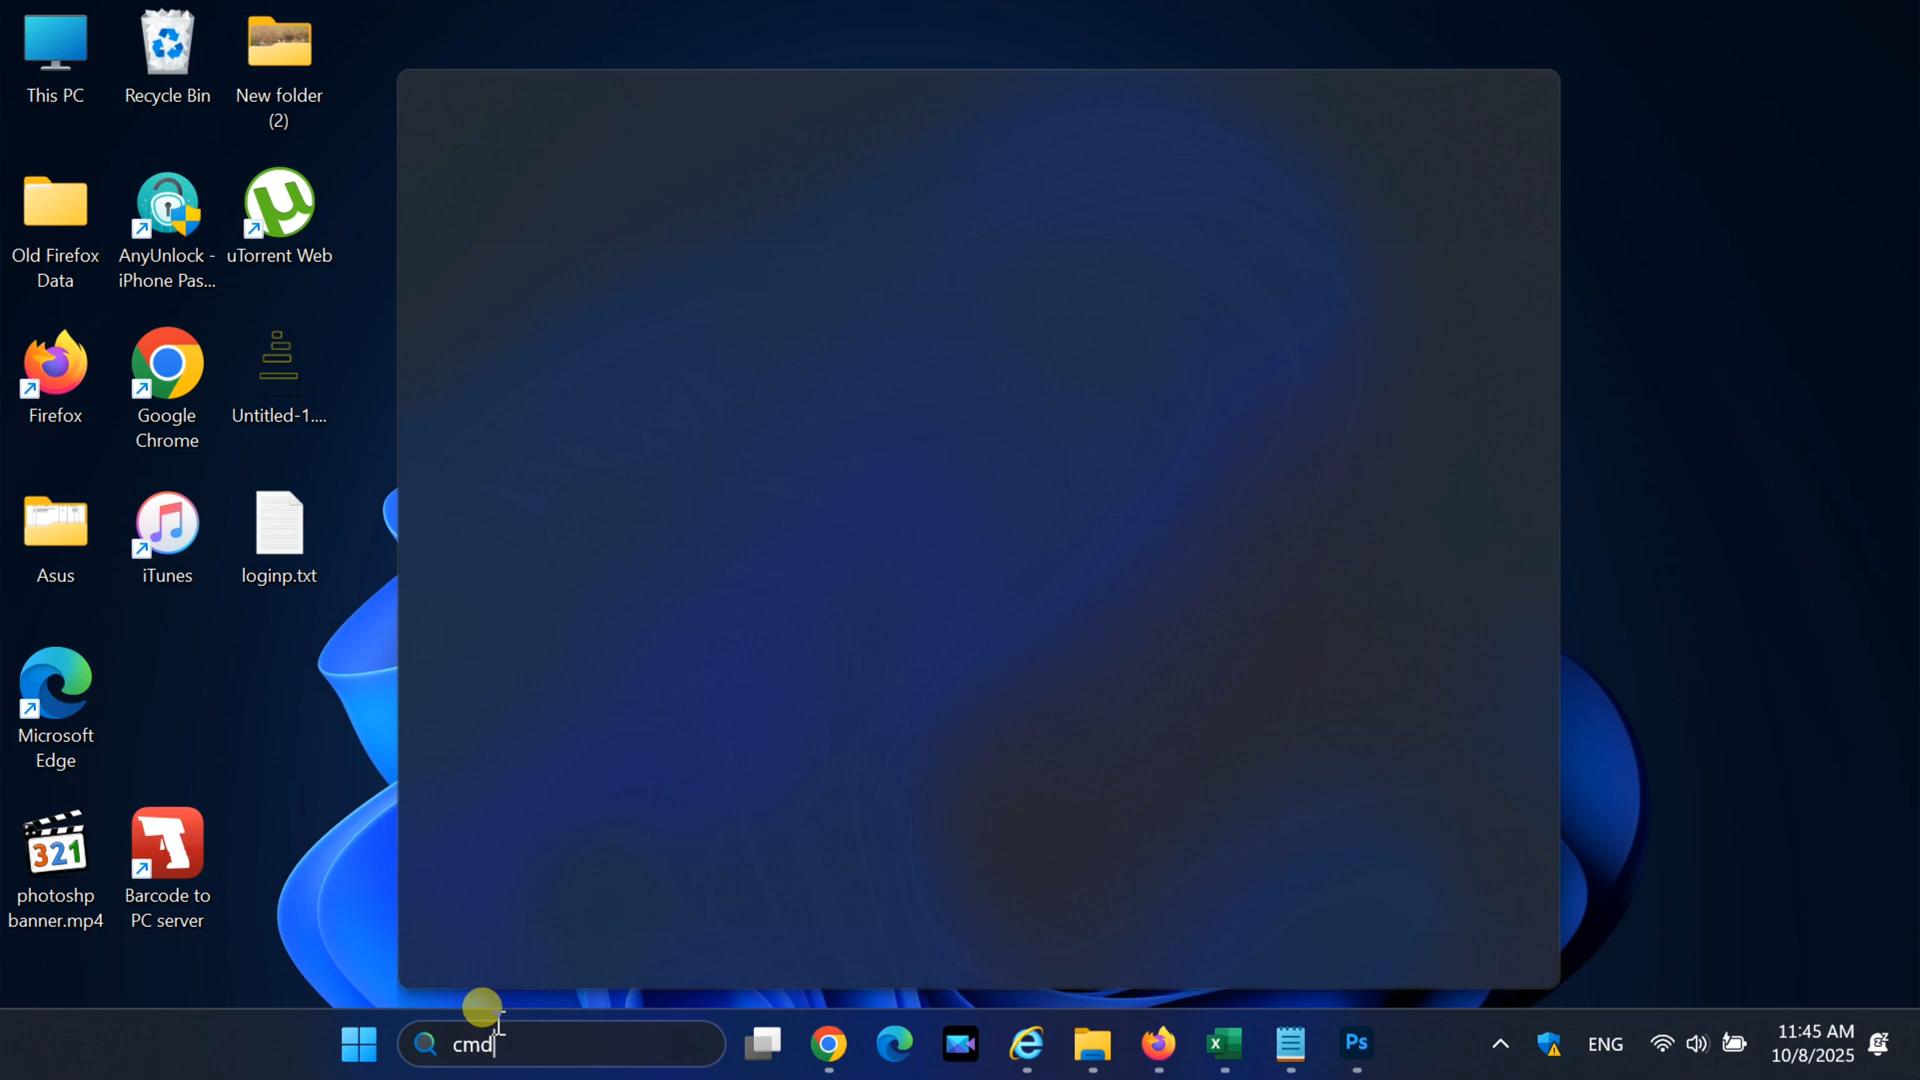 This PC
Recycle Bin
New folder
(2)
Old Firefox
Data
AnyUnlock -
iPhone Pas...
uTorrent Web
Firefox
Google
Chrome
Untitled-1....
Asus
iTunes
loginp.txt
Microsoft
Edge
321
photoshp
banner.mp4
Barcode to
PC server
cmd
X
Ps
ENG
11:45 AM
10/8/2025